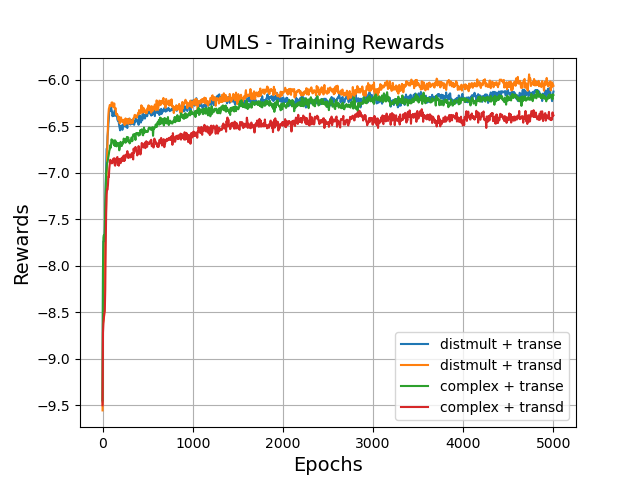 UMLS - Training Rewards
Rewards
−6.0
−6.5
−7.0
−7.5
−8.0
−8.5
−9.0
−9.5
distmult + transe
distmult + transd
complex + transe
complex + transd
0 1000 2000 3000 4000 5000
Epochs